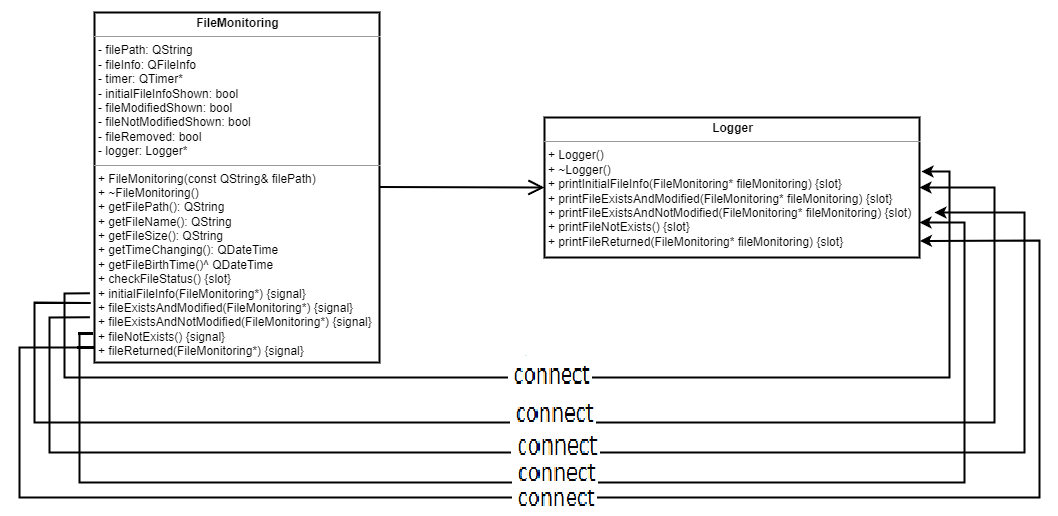 FileMonitoring
- filePath: QString
- fileInfo: QFileInfo
- timer: QTimer*
- initialFileInfoShown: bool
- fileModifiedShown: bool
- fileNotModifiedShown: bool
- fileRemoved: bool
- logger: Logger*
+ FileMonitoring(const QString& filePath)
+ ~FileMonitoring()
+ getFilePath(): QString
+ getFileName(): QString
+ getFileSize(): QString
+ getTimeChanging(): QDateTime
+ getFileBirthTime()^ QDateTime
+ checkFileStatus() {slot}
+ initialFileInfo(FileMonitoring*) {signal}
+ fileExistsAndModified(FileMonitoring*) {signal}
+ fileExistsAndNotModified(FileMonitoring*) {signal}
+ fileNotExists() {signal}
+ fileReturned(FileMonitoring*) {signal}
Logger
+ Logger()
+ ~Logger()
+ printInitialFileInfo(FileMonitoring* fileMonitoring) {slot}
+ printFileExistsAndModified(FileMonitoring* fileMonitoring) {slot}
+ printFileExistsAndNotModified(FileMonitoring* fileMonitoring) {slot)
+ printFileNotExists() {slot}
+ printFileReturned(FileMonitoring* fileMonitoring) {slot}
connect
connect
connect
connect
connect